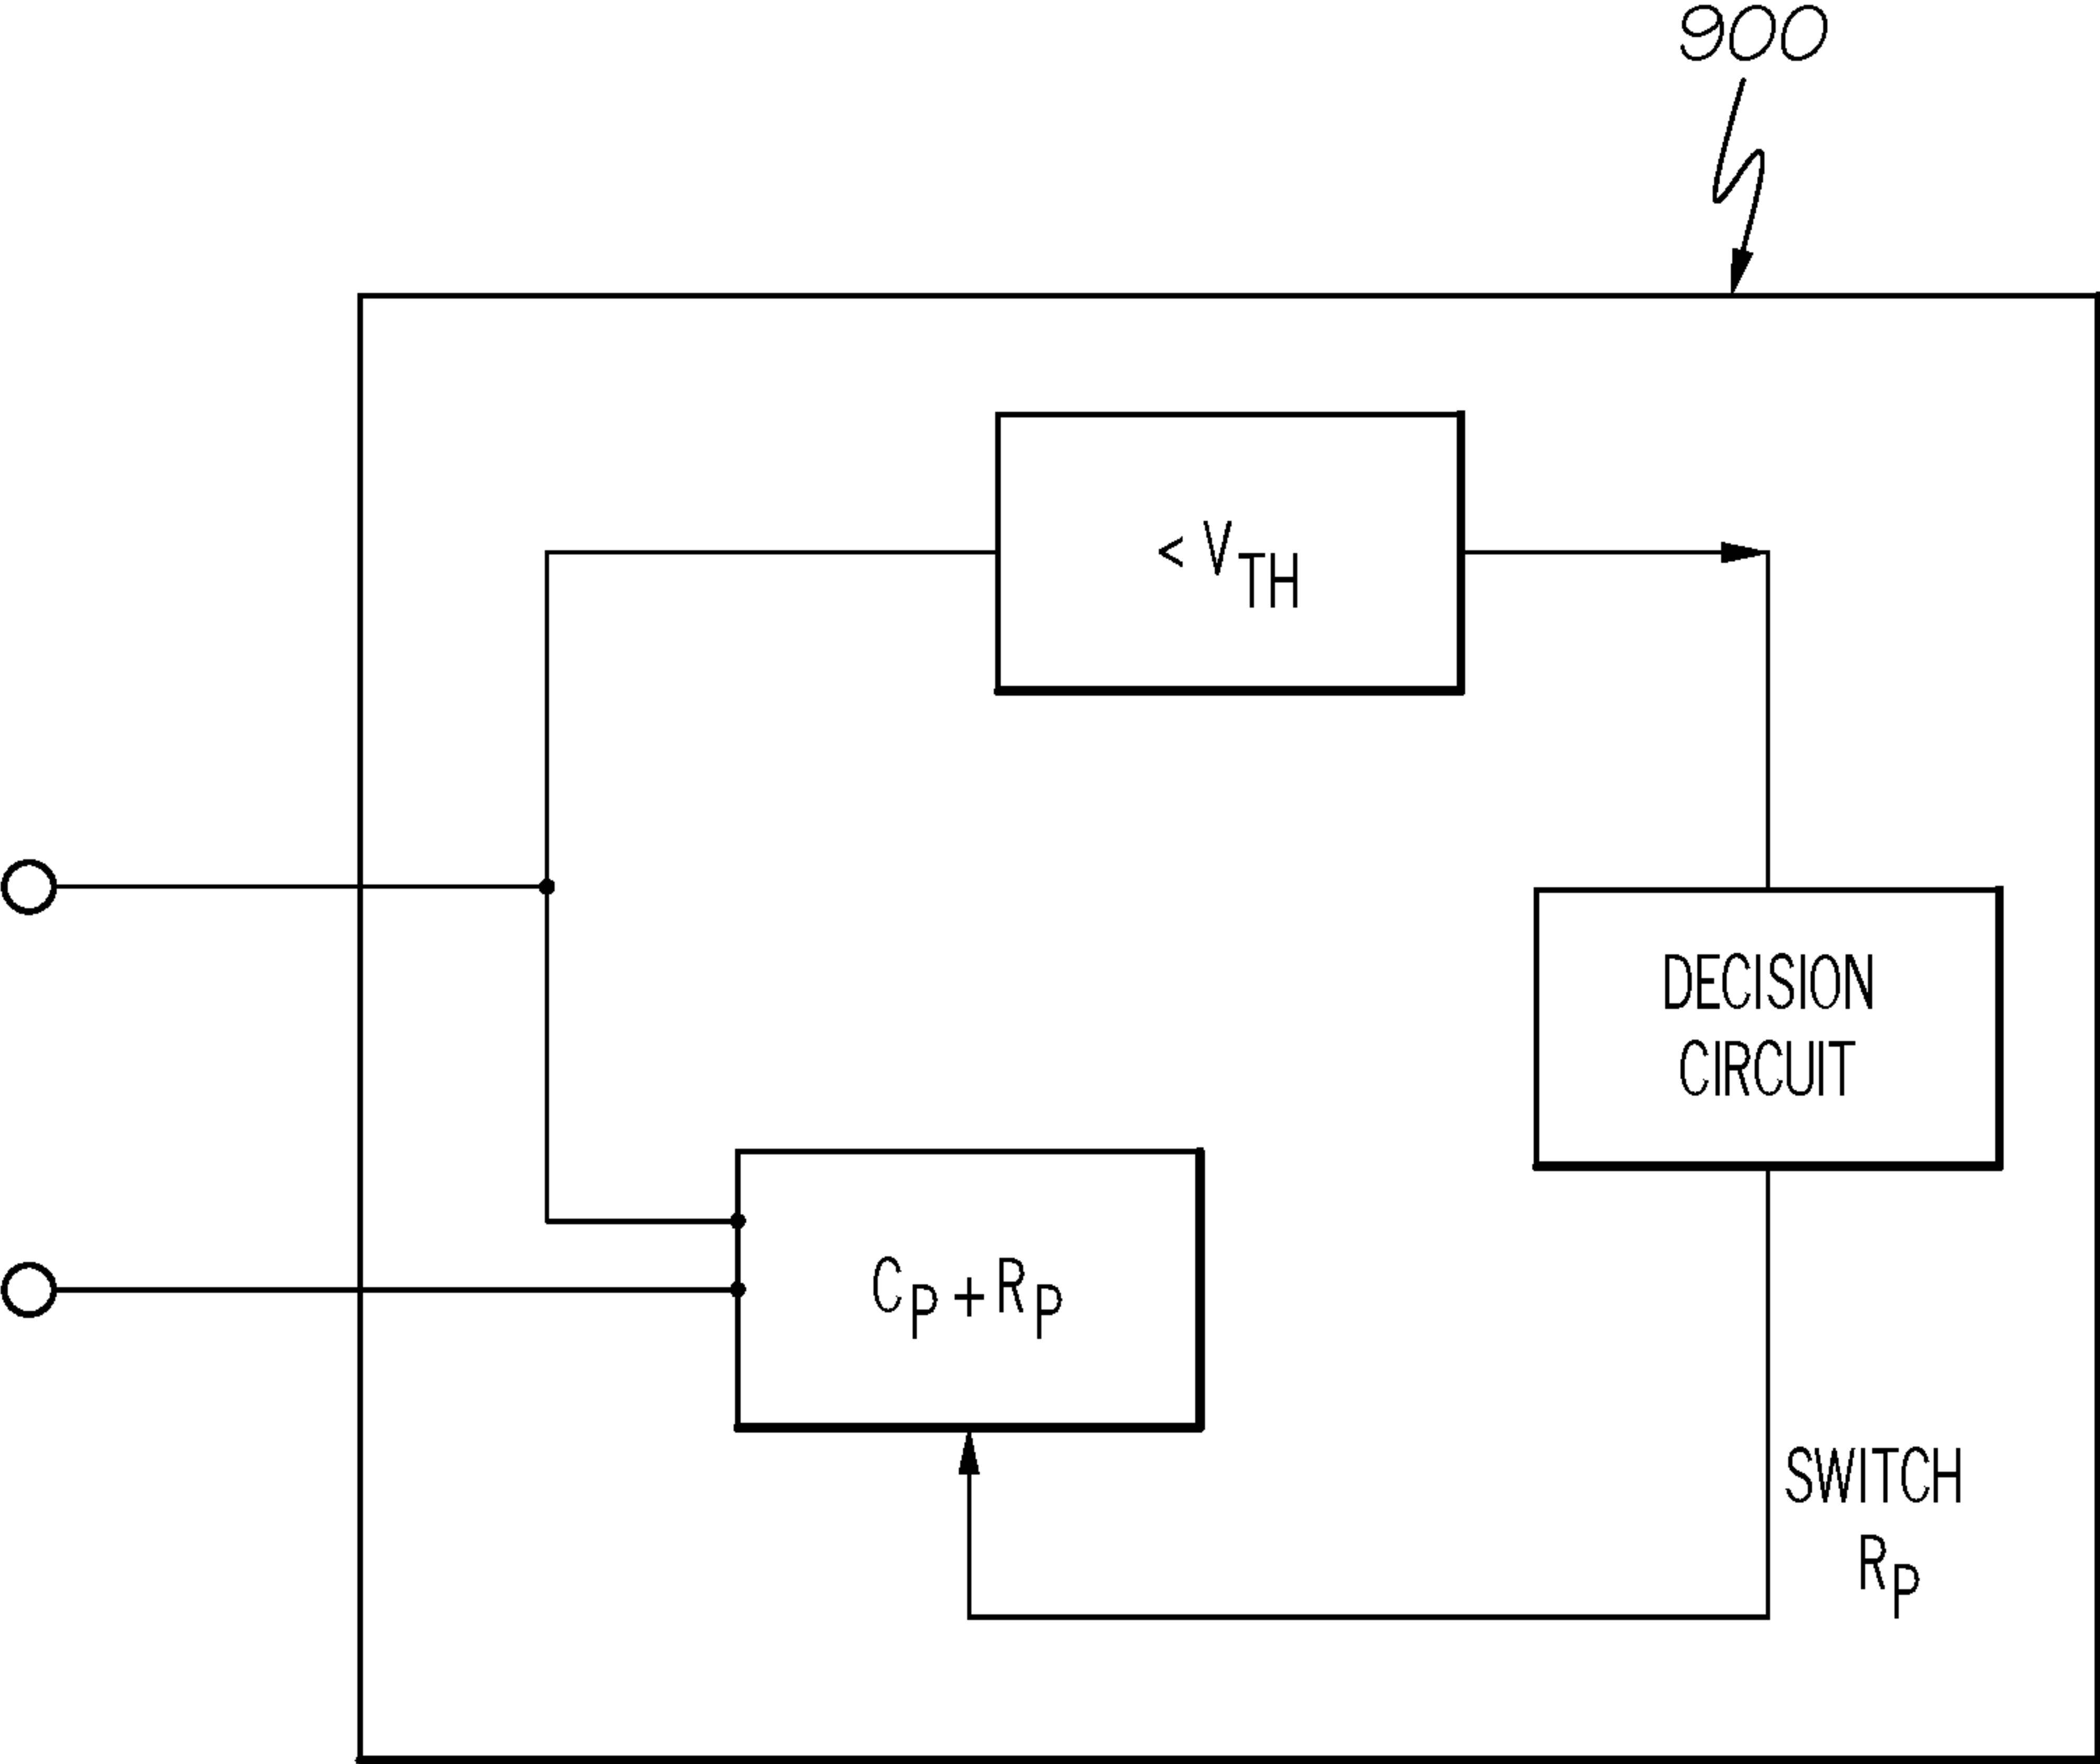 900
< VTH
DECISION
CIRCUIT
CP + RP
SWITCH
RP